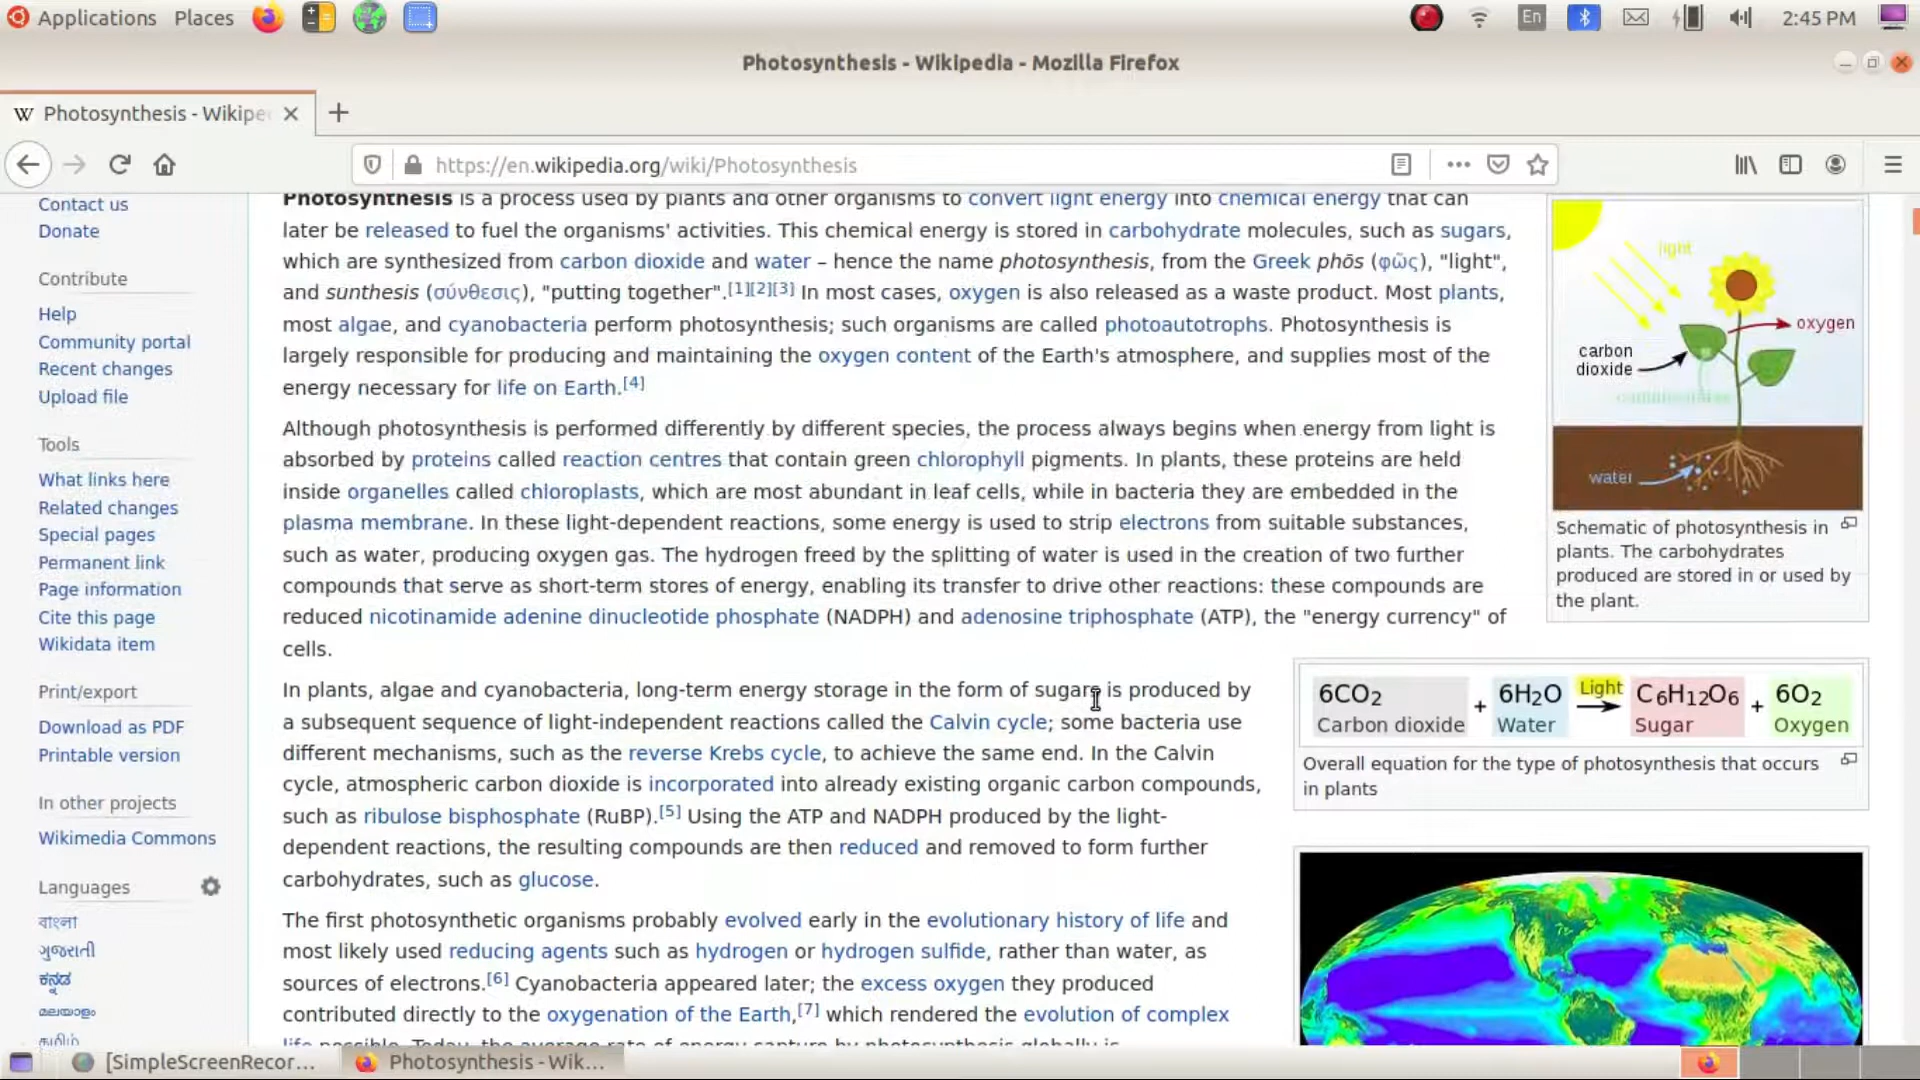 Applications Places
En
2:45 PM
Photosynthesis - Wikipedia - Mozilla Firefox
W Photosynthesis - Wikipe
https://en.wikipedia.org/wiki/Photosynthesis
Contact us
Donate
Contribute
Help
Community portal
Recent changes
Upload file
Tools
What links here
Related changes
Special pages
Permanent link
Page information
Cite this page
Wikidata item
Print/export
Download as PDF
Printable version
In other projects
Wikimedia Commons
Languages
বাংলা
ગુજરાતી
ಕನ್ನಡ
മലയാളം
Photosynthesis is a process used by plants and other organisms to convert light energy into chemical energy that can
later be released to fuel the organisms' activities. This chemical energy is stored in carbohydrate molecules, such as sugars,
which are synthesized from carbon dioxide and water – hence the name photosynthesis, from the Greek phōs (φῶς), "light",
and sunthesis (σύνθεσις), "putting together".[1][2][3] In most cases, oxygen is also released as a waste product. Most plants,
most algae, and cyanobacteria perform photosynthesis; such organisms are called photoautotrophs. Photosynthesis is
largely responsible for producing and maintaining the oxygen content of the Earth's atmosphere, and supplies most of the
energy necessary for life on Earth.[4]
Although photosynthesis is performed differently by different species, the process always begins when energy from light is
absorbed by proteins called reaction centres that contain green chlorophyll pigments. In plants, these proteins are held
inside organelles called chloroplasts, which are most abundant in leaf cells, while in bacteria they are embedded in the
plasma membrane. In these light-dependent reactions, some energy is used to strip electrons from suitable substances,
such as water, producing oxygen gas. The hydrogen freed by the splitting of water is used in the creation of two further
compounds that serve as short-term stores of energy, enabling its transfer to drive other reactions: these compounds are
reduced nicotinamide adenine dinucleotide phosphate (NADPH) and adenosine triphosphate (ATP), the "energy currency" of
cells.
In plants, algae and cyanobacteria, long-term energy storage in the form of sugars is produced by
a subsequent sequence of light-independent reactions called the Calvin cycle; some bacteria use
different mechanisms, such as the reverse Krebs cycle, to achieve the same end. In the Calvin
cycle, atmospheric carbon dioxide is incorporated into already existing organic carbon compounds,
such as ribulose bisphosphate (RuBP).[5] Using the ATP and NADPH produced by the light-
dependent reactions, the resulting compounds are then reduced and removed to form further
carbohydrates, such as glucose.
The first photosynthetic organisms probably evolved early in the evolutionary history of life and
most likely used reducing agents such as hydrogen or hydrogen sulfide, rather than water, as
sources of electrons.[6] Cyanobacteria appeared later; the excess oxygen they produced
contributed directly to the oxygenation of the Earth,[7] which rendered the evolution of complex
light
oxygen
carbon
dioxide
water
Schematic of photosynthesis in
plants. The carbohydrates
produced are stored in or used by
the plant.
6CO₂ + 6H₂O Light C₆H₁₂O₆ + 6O₂
Carbon dioxide Water Sugar Oxygen
Overall equation for the type of photosynthesis that occurs
in plants
[SimpleScreenRecor... Photosynthesis - Wik...